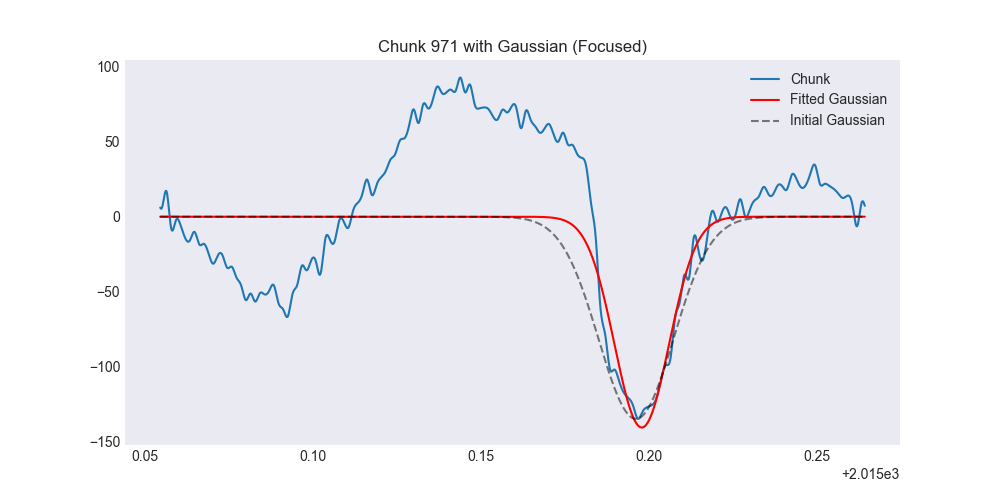 Chunk 971 with Gaussian (Focused)
100
50
0
−50
−100
−150
Chunk
Fitted Gaussian
Initial Gaussian
0.05 0.10 0.15 0.20 0.25
+2.015e3